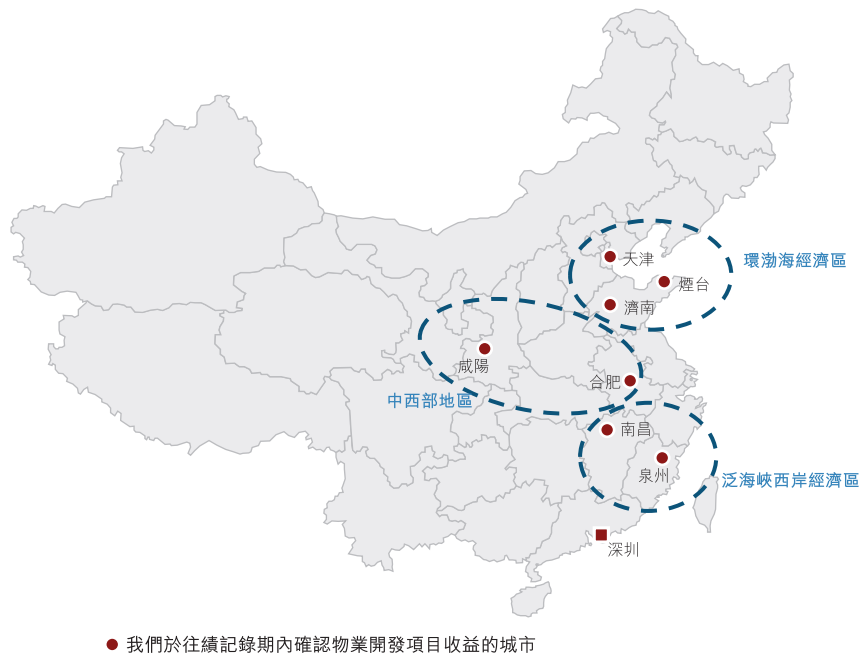 天津
環渤海經濟區
煙台
濟南
咸陽
合肥
中西部地區
南昌
泉州
泛海峽西岸經濟區
深圳
我們於往績記錄期內確認物業開發項目收益的城市